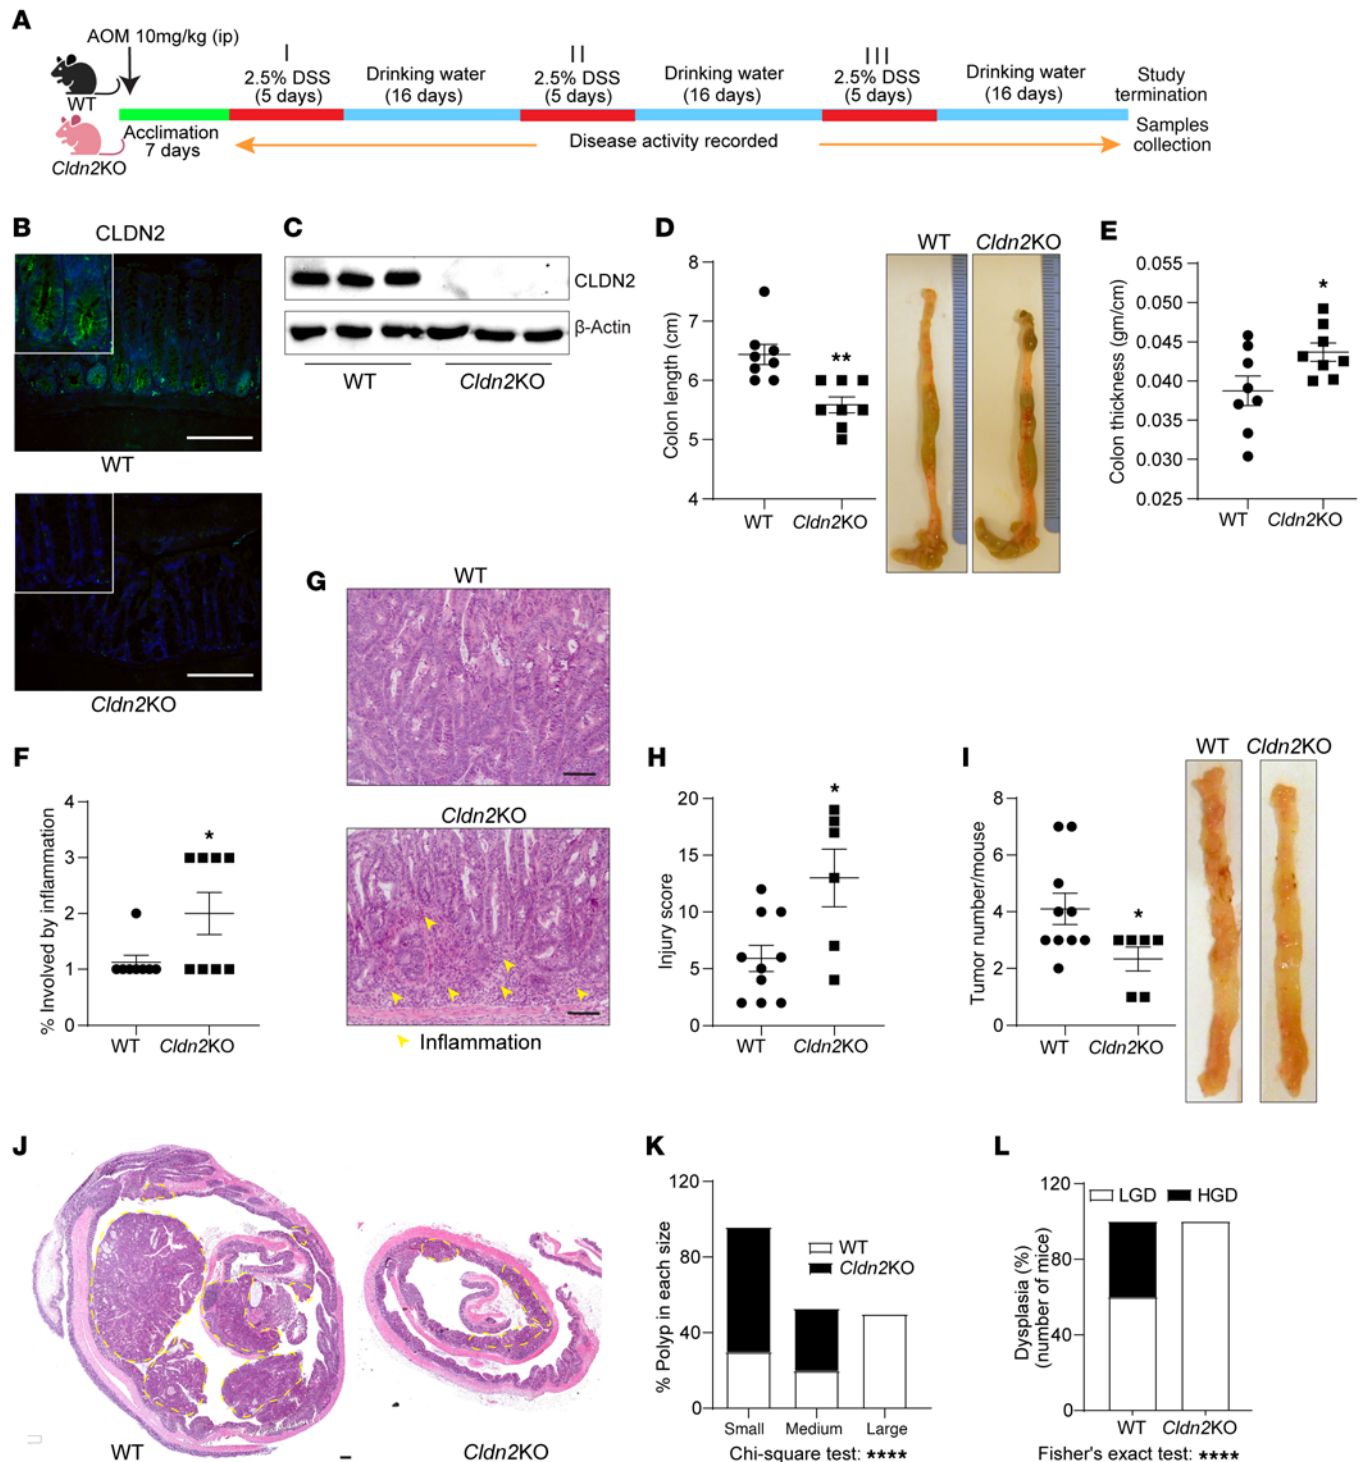 A
AOM 10mg/kg (ip)
WT
Cldn2KO
Acclimation
7 days
I
2.5% DSS
(5 days)
Drinking water
(16 days)
II
2.5% DSS
(5 days)
Drinking water
(16 days)
III
2.5% DSS
(5 days)
Drinking water
(16 days)
Study
termination
Samples
collection
Disease activity recorded
B
CLDN2
WT
Cldn2KO
C
CLDN2
β-Actin
WT
Cldn2KO
D
Colon length (cm)
8
7
6
5
4
**
WT
Cldn2KO
WT
Cldn2KO
E
Colon thickness (gm/cm)
0.055
0.050
0.045
0.040
0.035
0.030
0.025
*
WT
Cldn2KO
F
% Involved by inflammation
4
3
2
1
0
*
WT
Cldn2KO
G
WT
Cldn2KO
Inflammation
H
Injury score
20
15
10
5
0
*
WT
Cldn2KO
I
Tumor number/mouse
8
6
4
2
0
*
WT
Cldn2KO
WT
Cldn2KO
J
WT
Cldn2KO
K
% Polyp in each size
120
80
40
0
WT
Cldn2KO
Small
Medium
Large
Chi-square test: ****
L
Dysplasia (%)
(number of mice)
120
80
40
0
LGD
HGD
WT
Cldn2KO
Fisher's exact test: ****